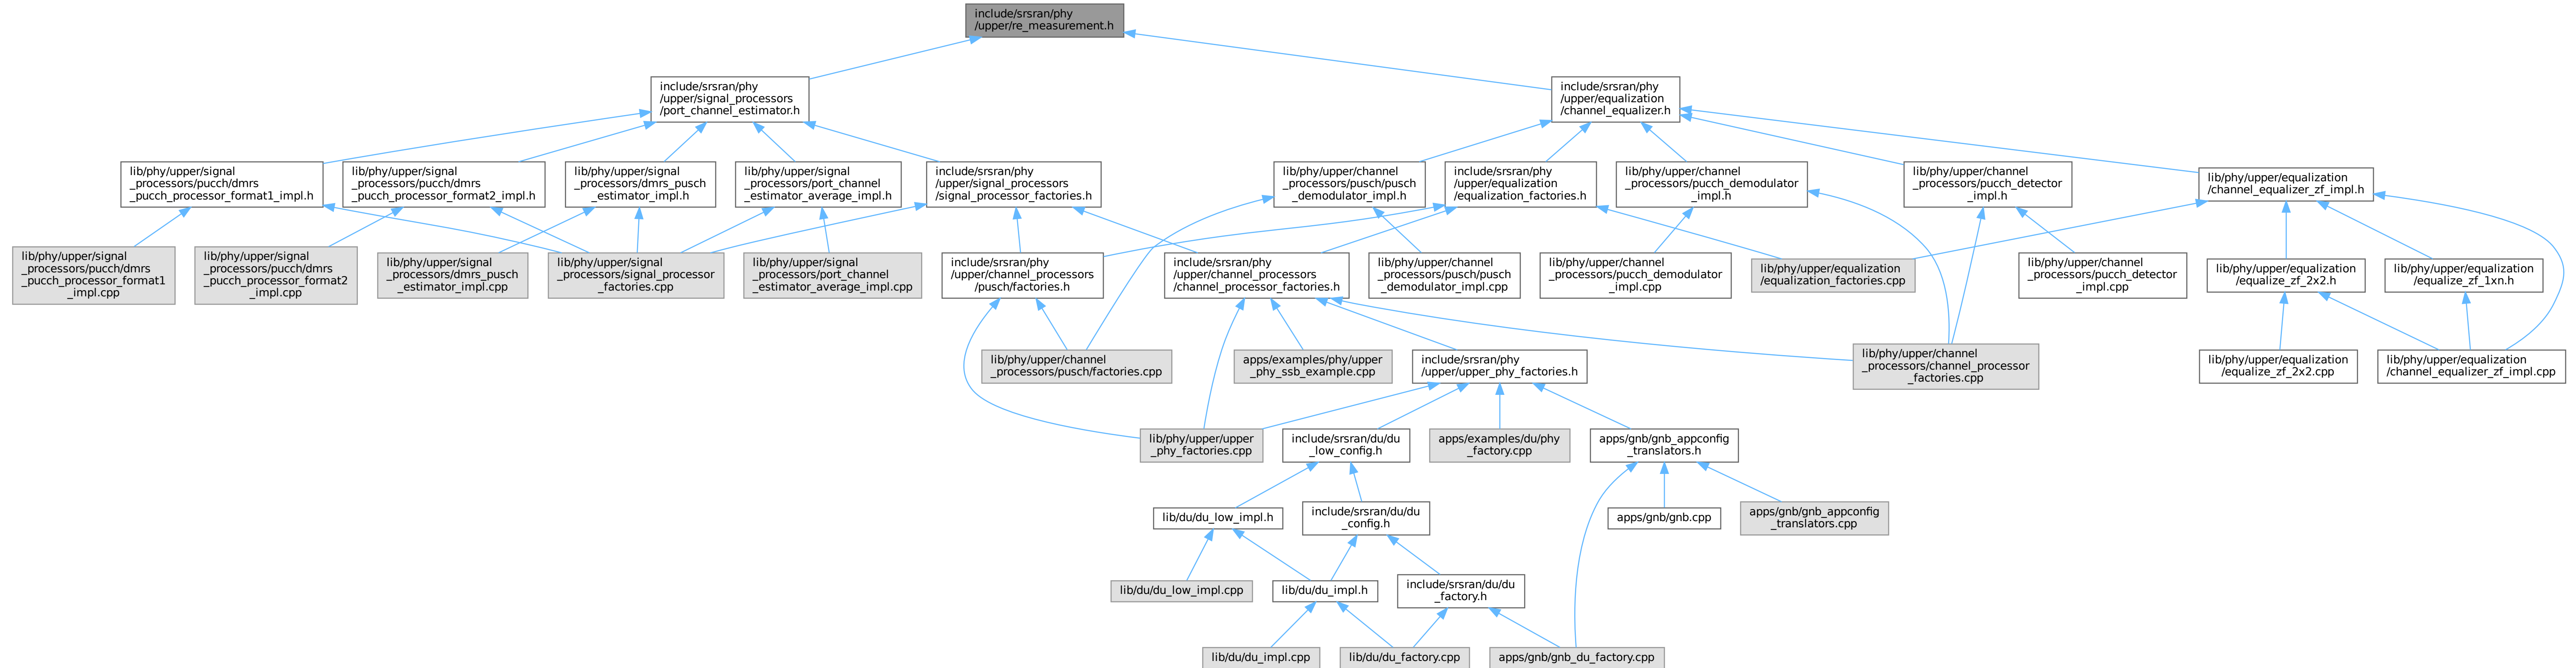 include/srsran/phy
/upper/re_measurement.h
include/srsran/phy
/upper/signal_processors
/port_channel_estimator.h
include/srsran/phy
/upper/equalization
/channel_equalizer.h
lib/phy/upper/signal
_processors/pucch/dmrs
_pucch_processor_format1_impl.h
lib/phy/upper/signal
_processors/pucch/dmrs
_pucch_processor_format2_impl.h
lib/phy/upper/signal
_processors/dmrs_pusch
_estimator_impl.h
lib/phy/upper/signal
_processors/port_channel
_estimator_average_impl.h
include/srsran/phy
/upper/signal_processors
/signal_processor_factories.h
lib/phy/upper/channel
_processors/pusch/pusch
_demodulator_impl.h
include/srsran/phy
/upper/equalization
/equalization_factories.h
lib/phy/upper/channel
_processors/pucch_demodulator
_impl.h
lib/phy/upper/channel
_processors/pucch_detector
_impl.h
lib/phy/upper/equalization
/channel_equalizer_zf_impl.h
lib/phy/upper/signal
_processors/pucch/dmrs
_pucch_processor_format1
_impl.cpp
lib/phy/upper/signal
_processors/pucch/dmrs
_pucch_processor_format2
_impl.cpp
lib/phy/upper/signal
_processors/dmrs_pusch
_estimator_impl.cpp
lib/phy/upper/signal
_processors/signal_processor
_factories.cpp
lib/phy/upper/signal
_processors/port_channel
_estimator_average_impl.cpp
include/srsran/phy
/upper/channel_processors
/pusch/factories.h
include/srsran/phy
/upper/channel_processors
/channel_processor_factories.h
lib/phy/upper/channel
_processors/pusch/pusch
_demodulator_impl.cpp
lib/phy/upper/channel
_processors/pucch_demodulator
_impl.cpp
lib/phy/upper/equalization
/equalization_factories.cpp
lib/phy/upper/channel
_processors/pucch_detector
_impl.cpp
lib/phy/upper/equalization
/equalize_zf_2x2.h
lib/phy/upper/equalization
/equalize_zf_1xn.h
lib/phy/upper/channel
_processors/pusch/factories.cpp
apps/examples/phy/upper
_phy_ssb_example.cpp
include/srsran/phy
/upper/upper_phy_factories.h
lib/phy/upper/channel
_processors/channel_processor
_factories.cpp
lib/phy/upper/equalization
/equalize_zf_2x2.cpp
lib/phy/upper/equalization
/channel_equalizer_zf_impl.cpp
lib/phy/upper/upper
_phy_factories.cpp
include/srsran/du/du
_low_config.h
apps/examples/du/phy
_factory.cpp
apps/gnb/gnb_appconfig
_translators.h
lib/du/du_low_impl.h
include/srsran/du/du
_config.h
apps/gnb/gnb.cpp
apps/gnb/gnb_appconfig
_translators.cpp
lib/du/du_low_impl.cpp
lib/du/du_impl.h
include/srsran/du/du
_factory.h
lib/du/du_impl.cpp
lib/du/du_factory.cpp
apps/gnb/gnb_du_factory.cpp